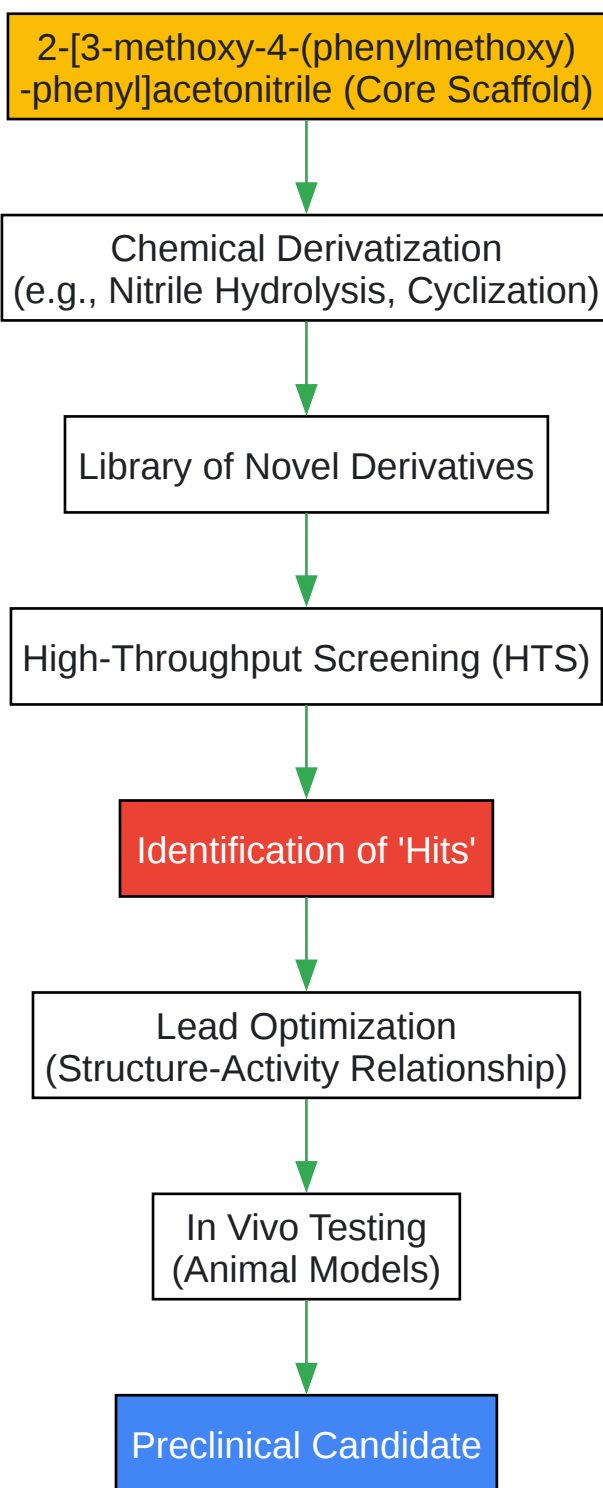 2-[3-methoxy-4-(phenylmethoxy)
-phenyl]acetonitrile (Core Scaffold)
Chemical Derivatization
(e.g., Nitrile Hydrolysis, Cyclization)
Library of Novel Derivatives
High-Throughput Screening (HTS)
Identification of 'Hits'
Lead Optimization
(Structure-Activity Relationship)
In Vivo Testing
(Animal Models)
Preclinical Candidate